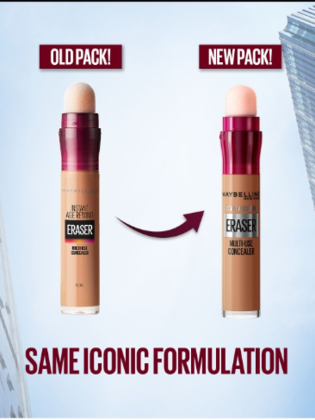 OLD PACK!
NEW PACK!
MAYBELLINE
INSTANT
AGE REWIND
ERASER
MULTI-USE
CONCEALER
MAYBELLINE
ERASER
MULTI-USE
CONCEALER
SAME ICONIC FORMULATION